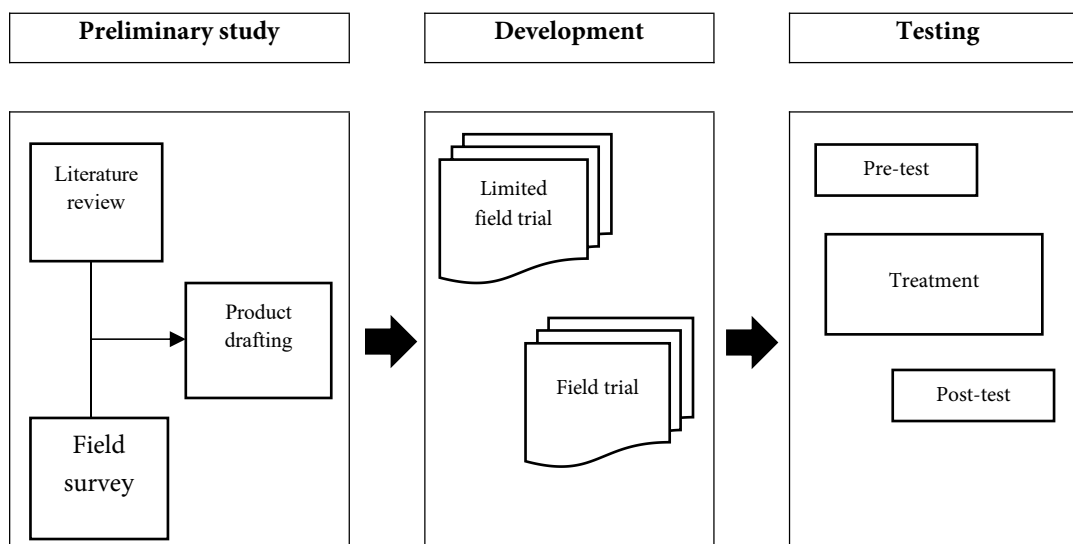 Preliminary study
Development
Testing
Literature
review
Product
drafting
Field
survey
Limited
field trial
Field trial
Pre-test
Treatment
Post-test